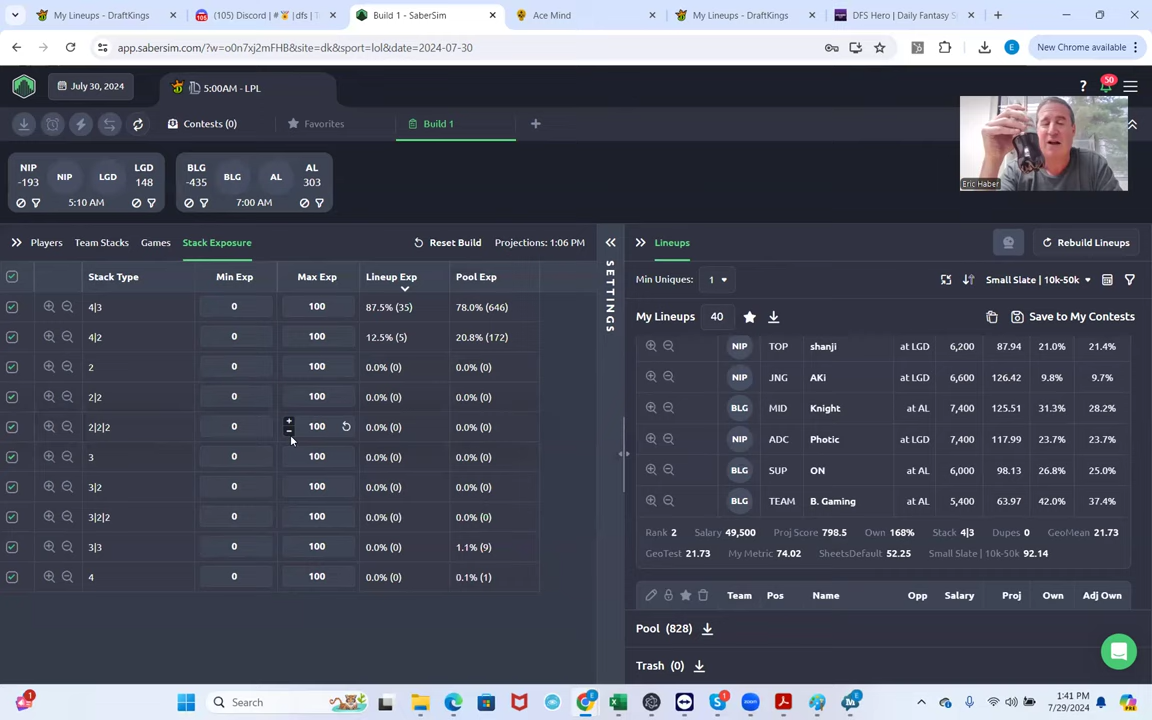 My Lineups - DraftKings
(105) Discord | #
| dfs | T
Build 1 - SaberSim
Ace Mind
My Lineups - DraftKings
DFS Hero | Daily Fantasy S
app.sabersim.com/?w=o0n7xj2mFHB&site=dk&sport=lol&date=2024-07-30
E
New Chrome available
July 30, 2024
5:00AM - LPL
?
50
Contests (0)
Favorites
Build 1
NIP
LGD
-193
NIP
LGD
148
5:10 AM
BLG
AL
-435
BLG
AL
303
7:00 AM
Eric Haber
Players
Team Stacks
Games
Stack Exposure
Reset Build
Projections: 1:06 PM
SETTINGS
Stack Type
Min Exp
Max Exp
Lineup Exp
Pool Exp
4|3 0 100 87.5% (35) 78.0% (646)
4|2 0 100 12.5% (5) 20.8% (172)
2 0 100 0.0% (0) 0.0% (0)
2|2 0 100 0.0% (0) 0.0% (0)
2|2|2 0 100 0.0% (0) 0.0% (0)
3 0 100 0.0% (0) 0.0% (0)
3|2 0 100 0.0% (0) 0.0% (0)
3|2|2 0 100 0.0% (0) 0.0% (0)
3|3 0 100 0.0% (0) 1.1% (9)
4 0 100 0.0% (0) 0.1% (1)
Lineups
Rebuild Lineups
Min Uniques: 1
Small Slate | 10k-50k
My Lineups 40
Save to My Contests
NIP TOP shanji at LGD 6,200 87.94 21.0% 21.4%
NIP JNG AKi at LGD 6,600 126.42 9.8% 9.7%
BLG MID Knight at AL 7,400 125.51 31.3% 28.2%
NIP ADC Photic at LGD 7,400 117.99 23.7% 23.7%
BLG SUP ON at AL 6,000 98.13 26.8% 25.0%
BLG TEAM B. Gaming at AL 5,400 63.97 42.0% 37.4%
Rank 2 Salary 49,500 Proj Score 798.5 Own 168% Stack 4|3 Dupes 0 GeoMean 21.73
GeoTest 21.73 My Metric 74.02 SheetsDefault 52.25 Small Slate | 10k-50k 92.14
Team Pos Name Opp Salary Proj Own Adj Own
Pool (828)
Trash (0)
1
Search
1:41 PM
7/29/2024